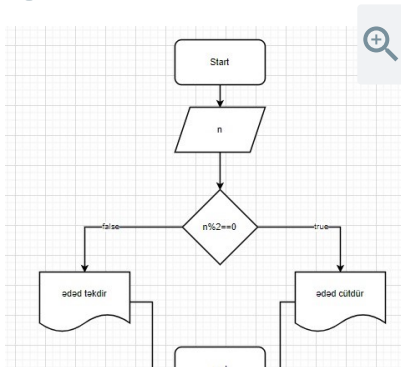 Start
n
n%2==0
false
true
ədəd təkdir
ədəd cütdür